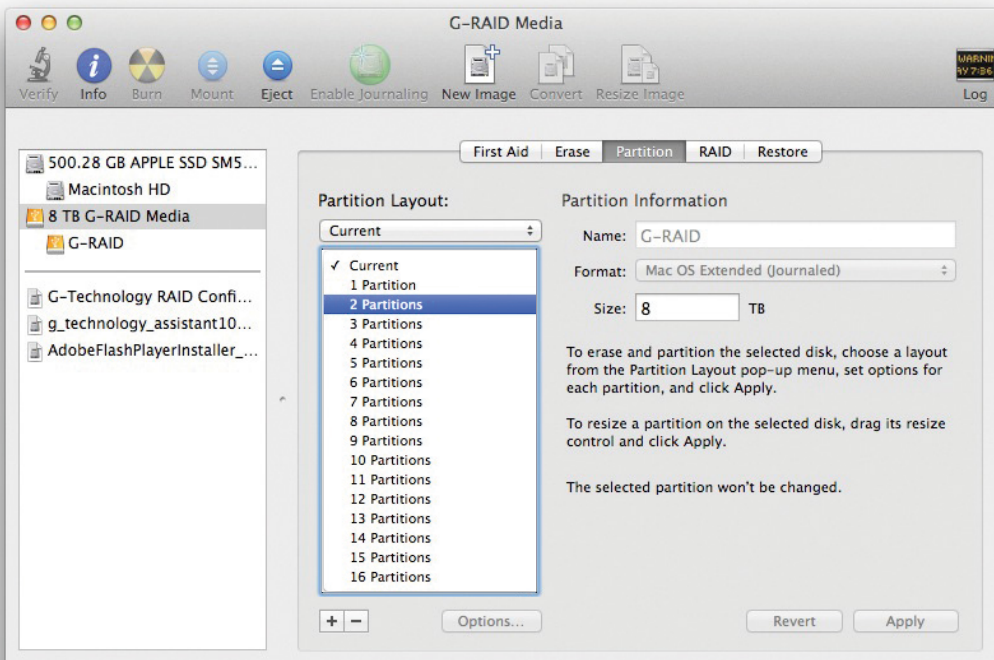 G-RAID Media
Verify Info Burn Mount Eject Enable Journaling New Image Convert Resize Image Log
WARNIN
AY 7:36
500.28 GB APPLE SSD SM5...
Macintosh HD
8 TB G-RAID Media
G-RAID
G-Technology RAID Confi...
g_technology_assistant10...
AdobeFlashPlayerInstaller_...
First Aid Erase Partition RAID Restore
Partition Layout:
Current
✓ Current
1 Partition
2 Partitions
3 Partitions
4 Partitions
5 Partitions
6 Partitions
7 Partitions
8 Partitions
9 Partitions
10 Partitions
11 Partitions
12 Partitions
13 Partitions
14 Partitions
15 Partitions
16 Partitions
+ −
Options...
Partition Information
Name: G-RAID
Format: Mac OS Extended (Journaled)
Size: 8 TB
To erase and partition the selected disk, choose a layout
from the Partition Layout pop-up menu, set options for
each partition, and click Apply.
To resize a partition on the selected disk, drag its resize
control and click Apply.
The selected partition won't be changed.
Revert Apply